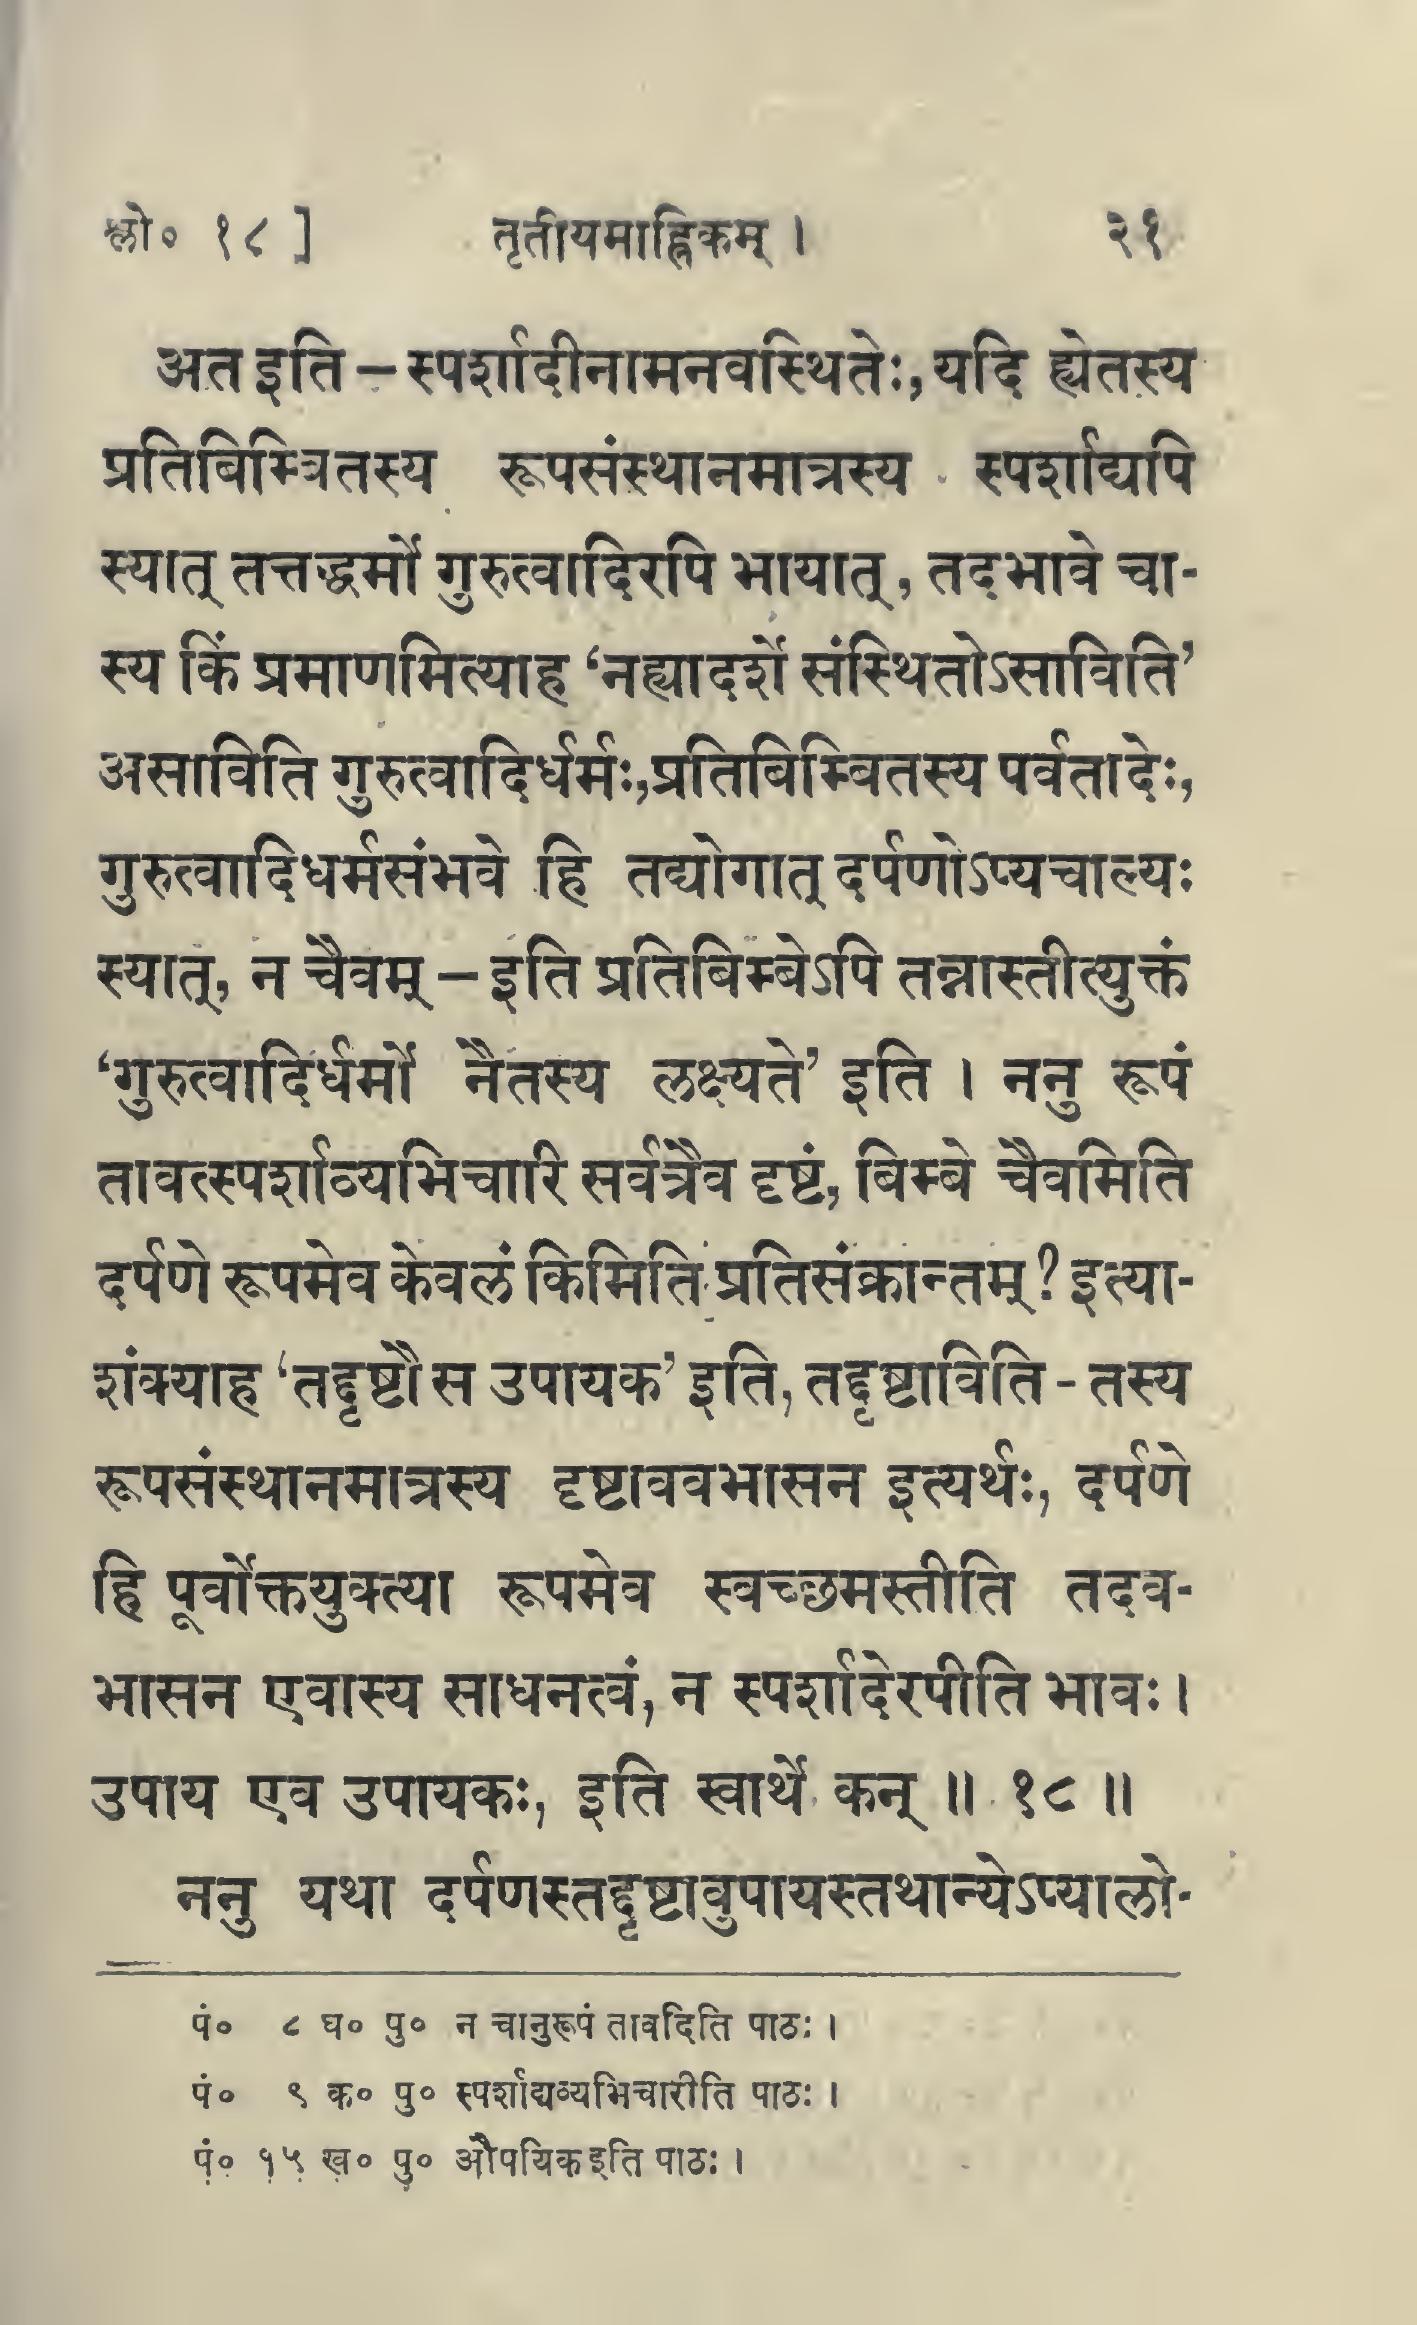 श्लो० १८ ] तृतीयमाह्निकम् । २१
अत इति – स्पर्शादीनामनवस्थितेः, यदि ह्येतस्य
प्रतिबिम्बितस्य रूपसंस्थानमात्रस्य स्पर्शाद्यपि
स्यात् तत्तद्धर्मो गुरुत्वादिरपि भायात्, तदभावे चा-
स्य किं प्रमाणमित्याह ‘नह्यादर्शे संस्थितोऽसाविति’
असाविति गुरुत्वादिर्धर्मः, प्रतिबिम्बितस्य पर्वतादेः,
गुरुत्वादिधर्मसंभवे हि तद्योगात् दर्पणोऽप्यचाल्यः
स्यात्, न चैवम् – इति प्रतिबिम्बेऽपि तन्नास्तीत्युक्तं
‘गुरुत्वादिर्धर्मो नैतस्य लक्ष्यते’ इति । ननु रूपं
तावत्स्पर्शाव्यभिचारि सर्वत्रैव दृष्टं, बिम्बे चैवमिति
दर्पणे रूपमेव केवलं किमिति प्रतिसंक्रान्तम् ? इत्या-
शंक्याह ‘तद्दृष्टौ स उपायक’ इति, तद्दृष्टाविति - तस्य
रूपसंस्थानमात्रस्य दृष्टाववभासन इत्यर्थः, दर्पणे
हि पूर्वोक्तयुक्त्या रूपमेव स्वच्छमस्तीति तदव-
भासन एवास्य साधनत्वं, न स्पर्शादेरपीति भावः ।
उपाय एव उपायकः, इति स्वार्थे कन् ॥ १८ ॥
ननु यथा दर्पणस्तद्दृष्टावुपायस्तथान्येऽप्यालो-
पं० ८ घ० पु० न चानुरूपं तावदिति पाठः ।
पं० ९ क० पु० स्पर्शाद्यव्यभिचारीति पाठः ।
पं० १५ ख० पु० औपयिक इति पाठः ।